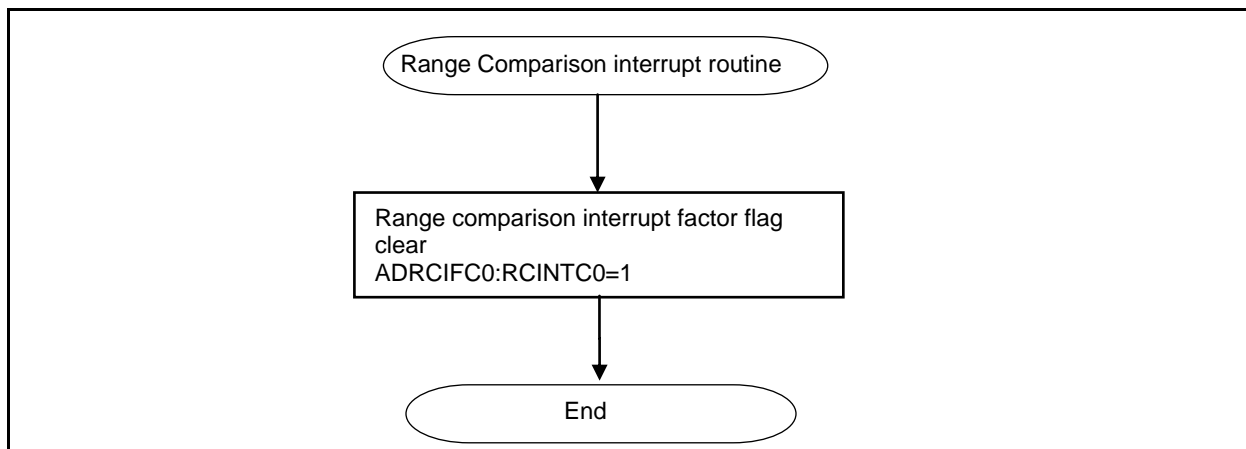 Range Comparison interrupt routine
Range comparison interrupt factor flag
clear
ADRCIFC0:RCINTC0=1
End